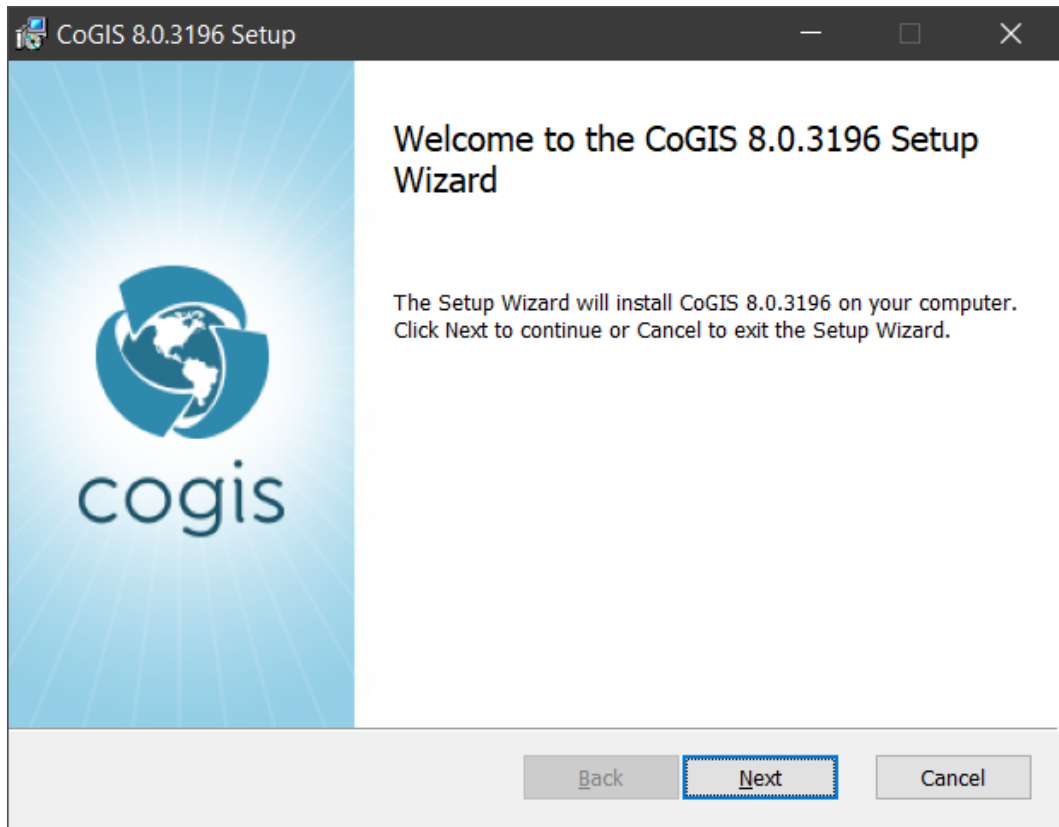 CoGIS 8.0.3196 Setup
Welcome to the CoGIS 8.0.3196 Setup
Wizard
The Setup Wizard will install CoGIS 8.0.3196 on your computer.
Click Next to continue or Cancel to exit the Setup Wizard.
cogis
Back
Next
Cancel